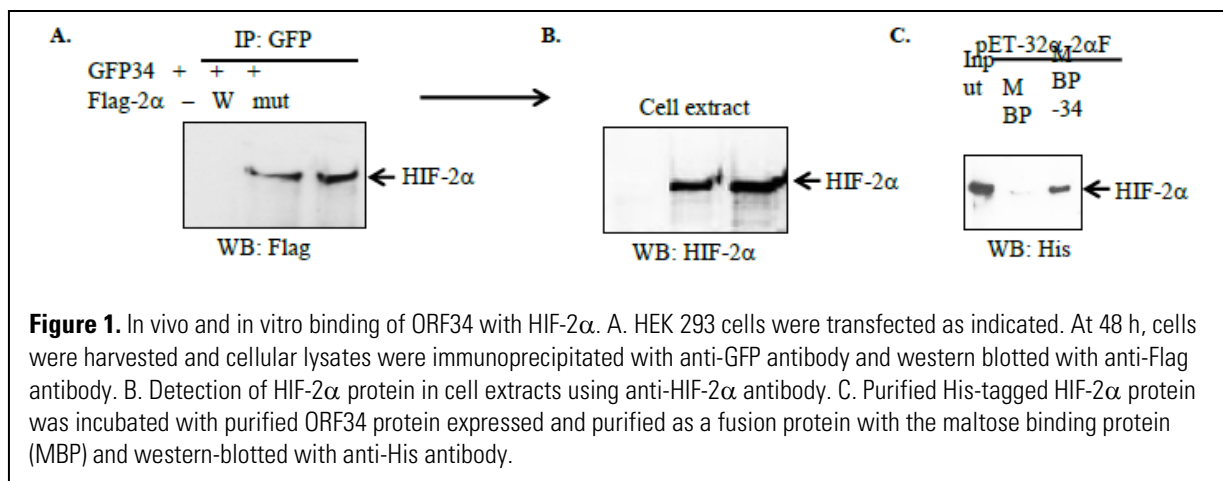 A.
IP: GFP
GFP34 + + +
Flag-2α – W mut
HIF-2α
WB: Flag
B.
Cell extract
HIF-2α
WB: HIF-2α
C.
pET-32α-2αF
Inp
ut
M
BP
M
BP
-34
HIF-2α
WB: His
Figure 1. In vivo and in vitro binding of ORF34 with HIF-2α. A. HEK 293 cells were transfected as indicated. At 48 h, cells
were harvested and cellular lysates were immunoprecipitated with anti-GFP antibody and western blotted with anti-Flag
antibody. B. Detection of HIF-2α protein in cell extracts using anti-HIF-2α antibody. C. Purified His-tagged HIF-2α protein
was incubated with purified ORF34 protein expressed and purified as a fusion protein with the maltose binding protein
(MBP) and western-blotted with anti-His antibody.